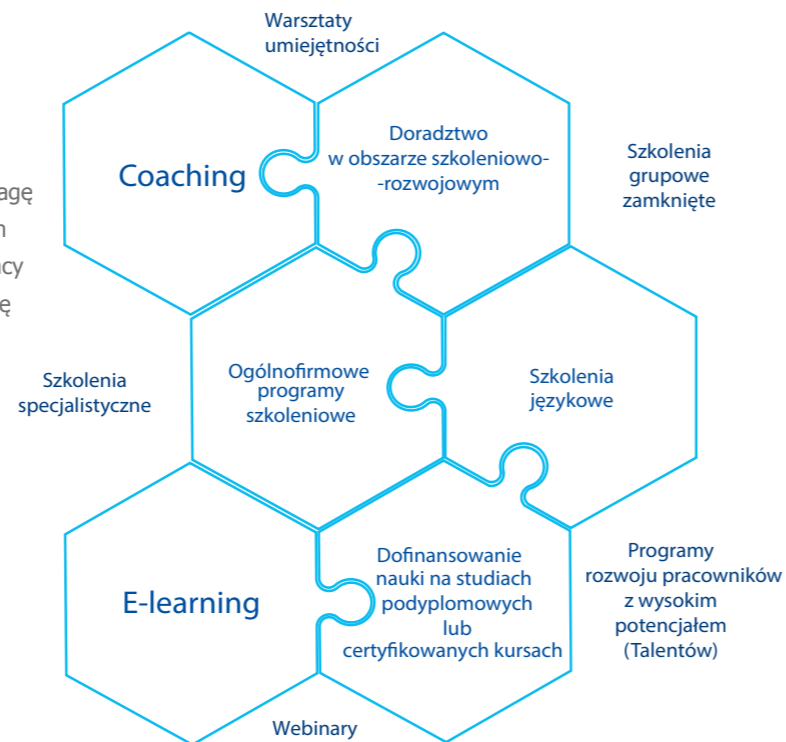 Warsztaty
umiejętności
Coaching
Doradztwo
w obszarze szkoleniowo-
-rozwojowym
Szkolenia
grupowe
zamknięte
Szkolenia
specjalistyczne
Ogólnofirmowe
programy
szkoleniowe
Szkolenia
językowe
E-learning
Dofinansowanie
nauki na studiach
podyplomowych
lub
certyfikowanych kursach
Programy
rozwoju pracowników
z wysokim
potencjałem
(Talentów)
Webinary